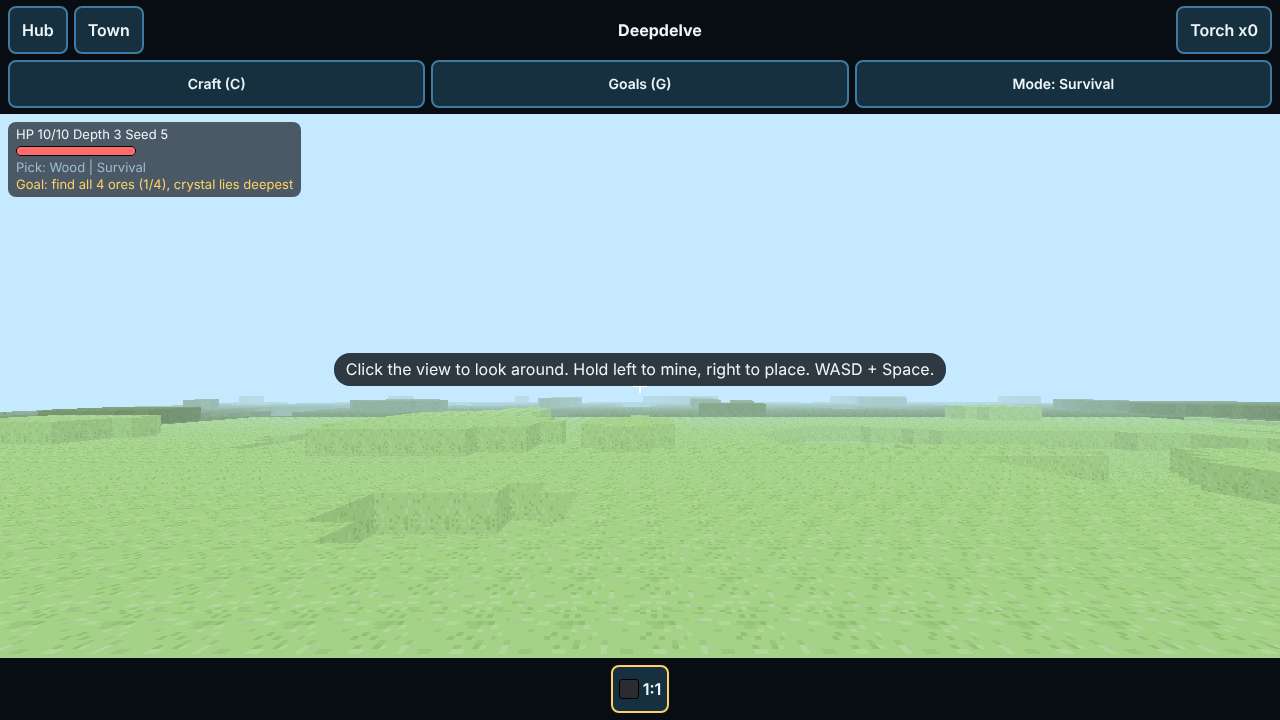 Hub Town Deepdelve Torch x0
Craft (C) Goals (G) Mode: Survival
HP 10/10 Depth 3 Seed 5
Pick: Wood | Survival
Goal: find all 4 ores (1/4), crystal lies deepest
Click the view to look around. Hold left to mine, right to place. WASD + Space.
1:1